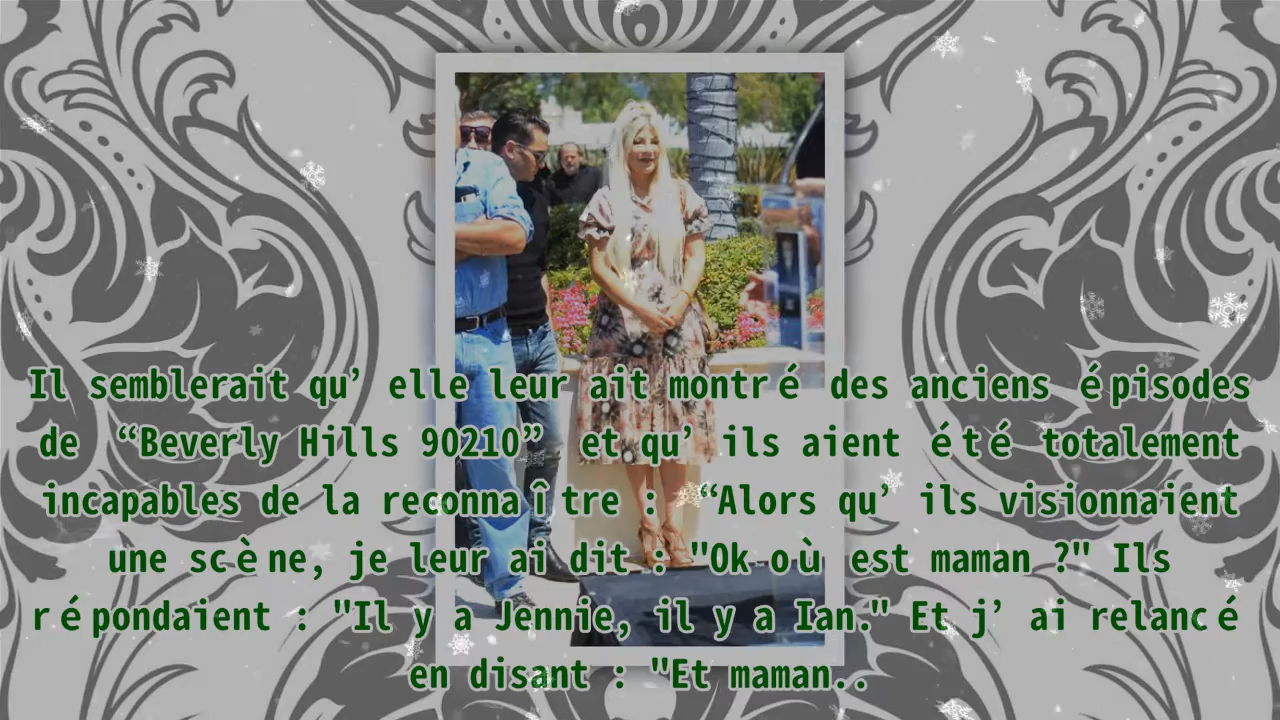 Il semblerait qu’ elle leur ait montré des anciens épisodes
de “Beverly Hills 90210” et qu’ ils aient été totalement
incapables de la reconnaître : “Alors qu’ ils visionnaient
une scène, je leur ai dit : "Ok où est maman ?" Ils
répondaient : "Il y a Jennie, il y a Ian." Et j’ ai relancé
en disant : "Et maman..